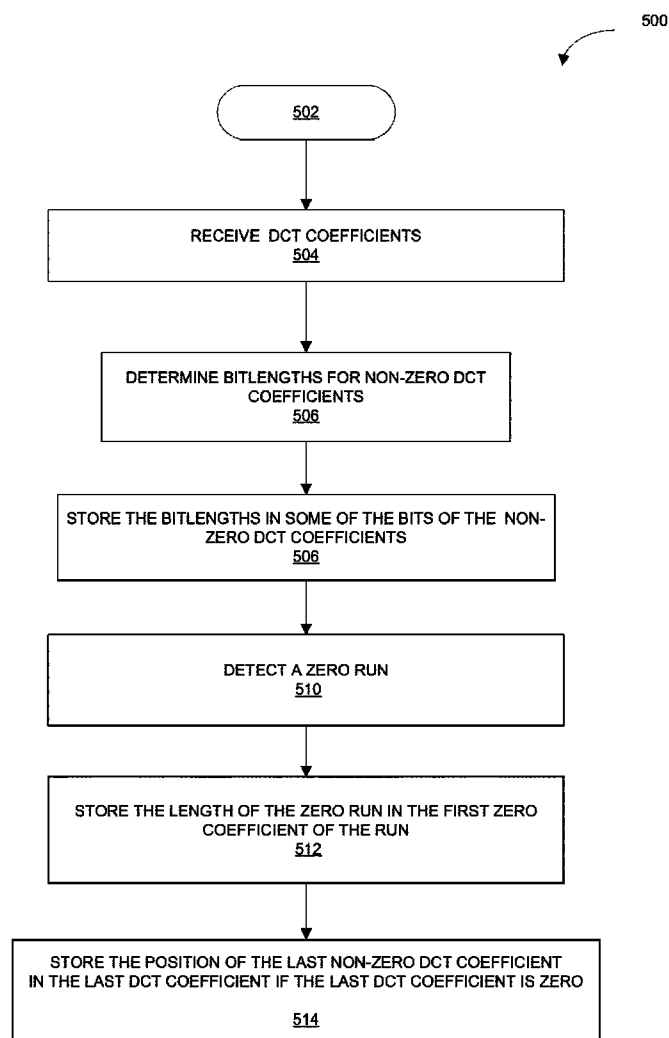 500
502
RECEIVE DCT COEFFICIENTS
504
DETERMINE BITLENGTHS FOR NON-ZERO DCT
COEFFICIENTS
506
STORE THE BITLENGTHS IN SOME OF THE BITS OF THE NON-
ZERO DCT COEFFICIENTS
506
DETECT A ZERO RUN
510
STORE THE LENGTH OF THE ZERO RUN IN THE FIRST ZERO
COEFFICIENT OF THE RUN
512
STORE THE POSITION OF THE LAST NON-ZERO DCT COEFFICIENT
IN THE LAST DCT COEFFICIENT IF THE LAST DCT COEFFICIENT IS ZERO
514